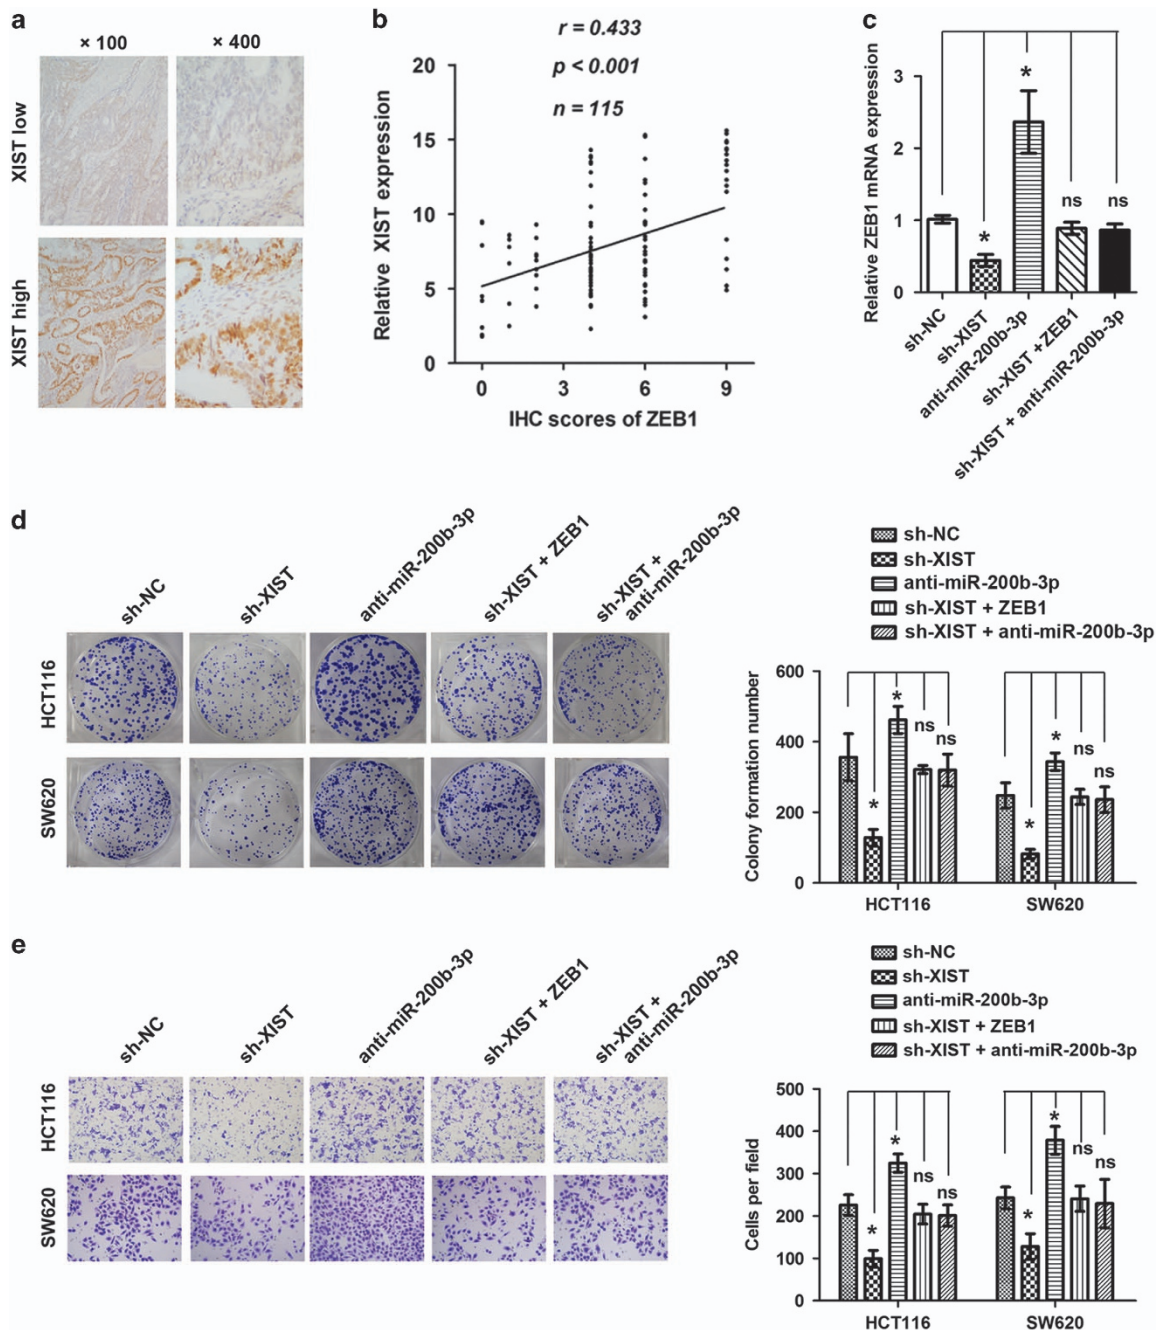 a
× 100
× 400
XIST low
XIST high
b
r = 0.433
p < 0.001
n = 115
Relative XIST expression
20
15
10
5
0
0
3
6
9
IHC scores of ZEB1
c
Relative ZEB1 mRNA expression
3
2
1
0
*
*
ns
ns
sh-NC
sh-XIST
anti-miR-200b-3p
sh-XIST +ZEB1
sh-XIST + anti-miR-200b-3p
d
sh-NC
sh-XIST
anti-miR-200b-3p
sh-XIST + ZEB1
sh-XIST +
anti-miR-200b-3p
HCT116
SW620
sh-NC
sh-XIST
anti-miR-200b-3p
sh-XIST + ZEB1
sh-XIST + anti-miR-200b-3p
Colony formation number
600
400
200
0
*
*
ns
ns
*
*
ns
ns
HCT116
SW620
e
sh-NC
sh-XIST
anti-miR-200b-3p
sh-XIST + ZEB1
sh-XIST +
anti-miR-200b-3p
HCT116
SW620
sh-NC
sh-XIST
anti-miR-200b-3p
sh-XIST + ZEB1
sh-XIST + anti-miR-200b-3p
Cells per field
500
400
300
200
100
0
*
*
ns
ns
*
*
ns
ns
HCT116
SW620